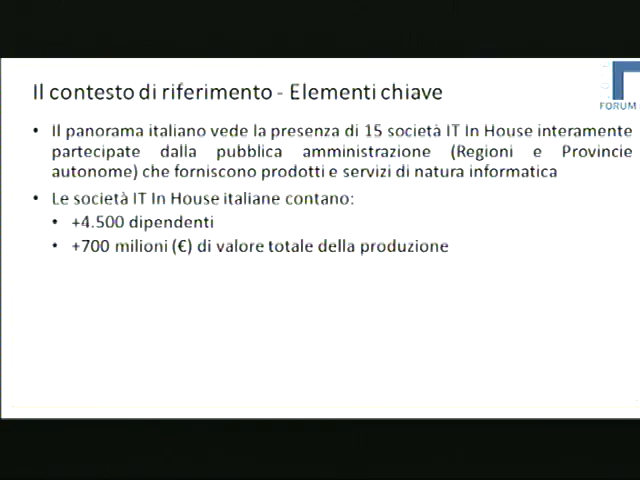 Il contesto di riferimento - Elementi chiave
FORUM
• Il panorama italiano vede la presenza di 15 società IT In House interamente
partecipate dalla pubblica amministrazione (Regioni e Provincie
autonome) che forniscono prodotti e servizi di natura informatica
• Le società IT In House italiane contano:
• +4.500 dipendenti
• +700 milioni (€) di valore totale della produzione